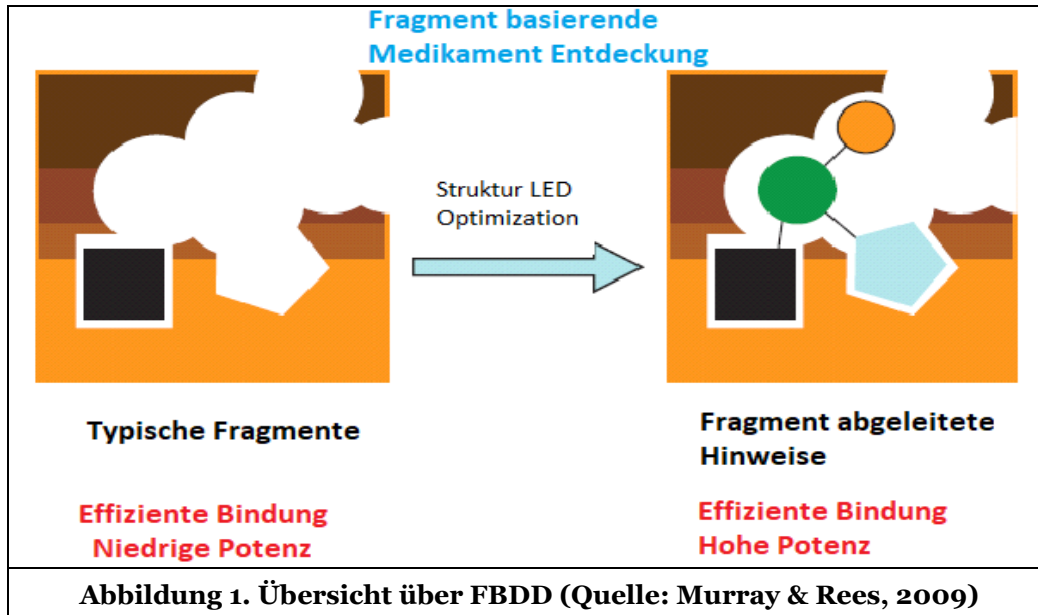 Fragment basierende
Medikament Entdeckung
Struktur LED
Optimization
Typische Fragmente
Effiziente Bindung
Niedrige Potenz
Fragment abgeleitete
Hinweise
Effiziente Bindung
Hohe Potenz
Abbildung 1. Übersicht über FBDD (Quelle: Murray & Rees, 2009)